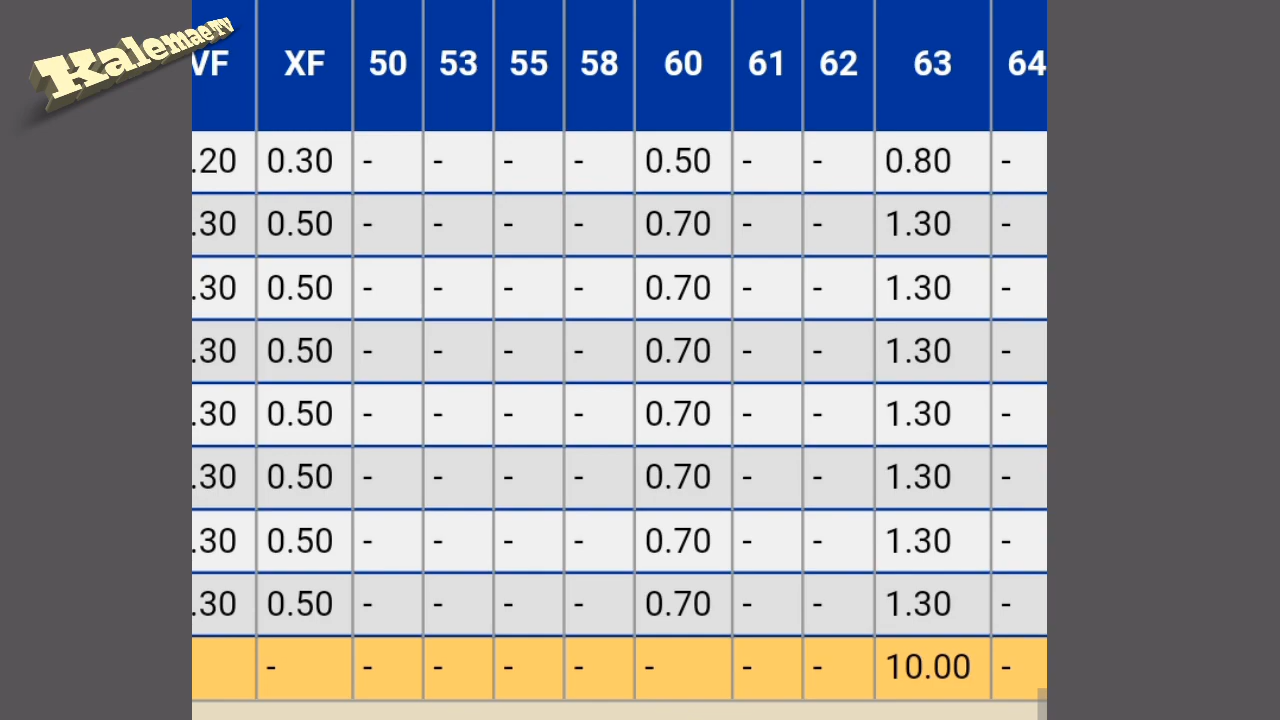 KalemaeTV
VF XF 50 53 55 58 60 61 62 63 64
.20 0.30 - - - - 0.50 - - 0.80 -
.30 0.50 - - - - 0.70 - - 1.30 -
.30 0.50 - - - - 0.70 - - 1.30 -
.30 0.50 - - - - 0.70 - - 1.30 -
.30 0.50 - - - - 0.70 - - 1.30 -
.30 0.50 - - - - 0.70 - - 1.30 -
.30 0.50 - - - - 0.70 - - 1.30 -
.30 0.50 - - - - 0.70 - - 1.30 -
- - - - - - - - 10.00 -